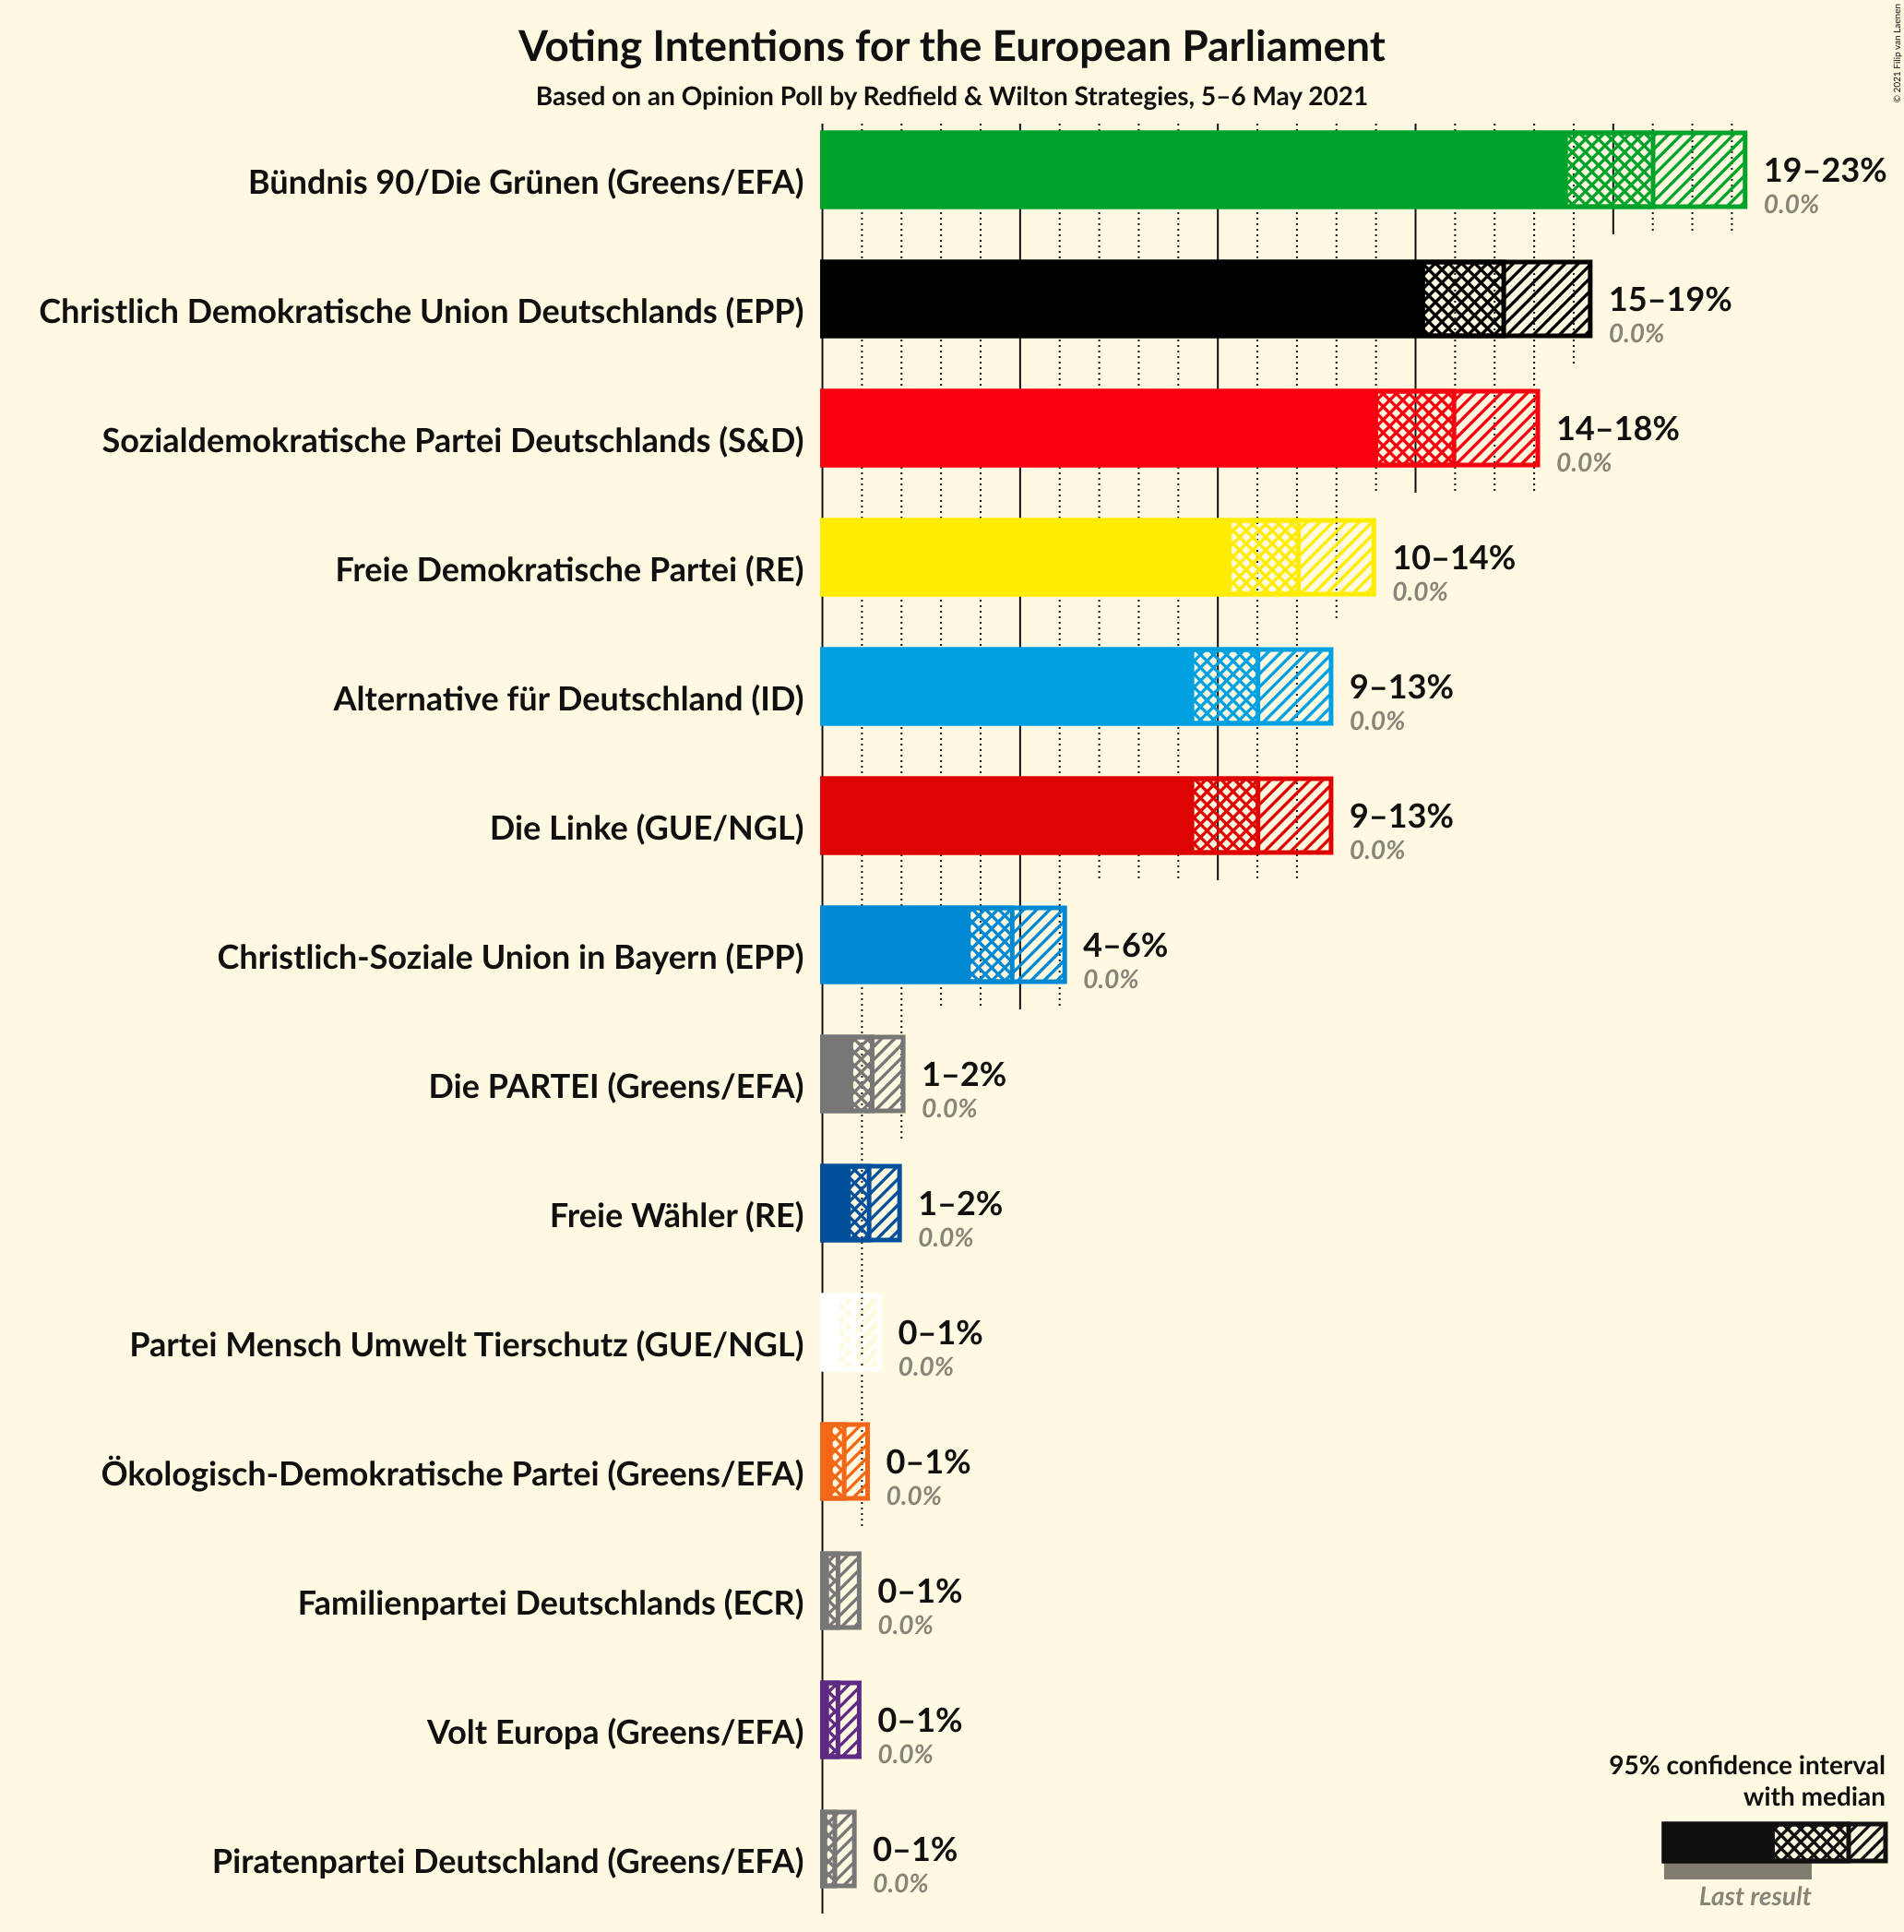 Voting Intentions for the European Parliament
Based on an Opinion Poll by Redfield & Wilton Strategies, 5–6 May 2021
© 2021 Filip van Laenen
Bündnis 90/Die Grünen (Greens/EFA)
19–23%
0.0%
Christlich Demokratische Union Deutschlands (EPP)
15–19%
0.0%
Sozialdemokratische Partei Deutschlands (S&D)
14–18%
0.0%
Freie Demokratische Partei (RE)
10–14%
0.0%
Alternative für Deutschland (ID)
9–13%
0.0%
Die Linke (GUE/NGL)
9–13%
0.0%
Christlich-Soziale Union in Bayern (EPP)
4–6%
0.0%
Die PARTEI (Greens/EFA)
1–2%
0.0%
Freie Wähler (RE)
1–2%
0.0%
Partei Mensch Umwelt Tierschutz (GUE/NGL)
0–1%
0.0%
Ökologisch-Demokratische Partei (Greens/EFA)
0–1%
0.0%
Familienpartei Deutschlands (ECR)
0–1%
0.0%
Volt Europa (Greens/EFA)
0–1%
0.0%
Piratenpartei Deutschland (Greens/EFA)
0–1%
0.0%
95% confidence interval
with median
Last result